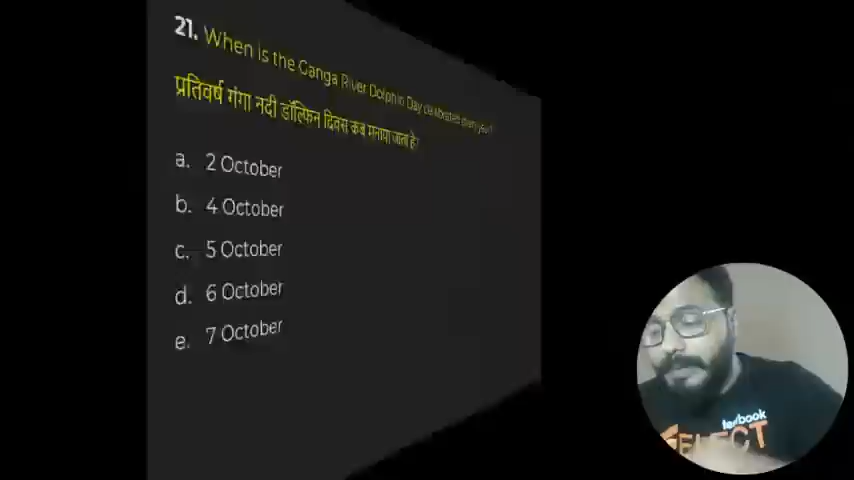 21. When is the Ganga River Dolphin Day celebrated every year?
प्रतिवर्ष गंगा नदी डॉल्फिन दिवस कब मनाया जाता है?
a. 2 October
b. 4 October
c. 5 October
d. 6 October
e. 7 October
SELECT